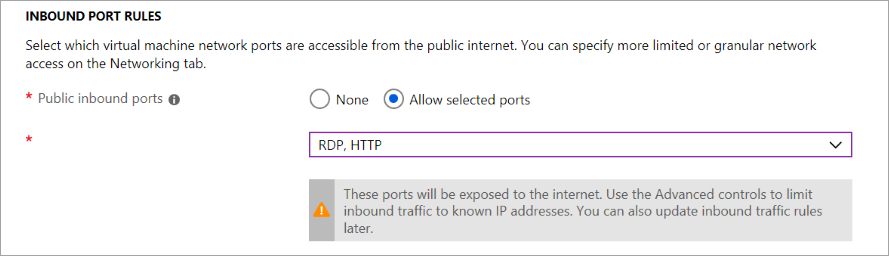 INBOUND PORT RULES
Select which virtual machine network ports are accessible from the public internet. You can specify more limited or granular network
access on the Networking tab.
* Public inbound ports
None
Allow selected ports
*
RDP, HTTP
These ports will be exposed to the internet. Use the Advanced controls to limit
inbound traffic to known IP addresses. You can also update inbound traffic rules
later.